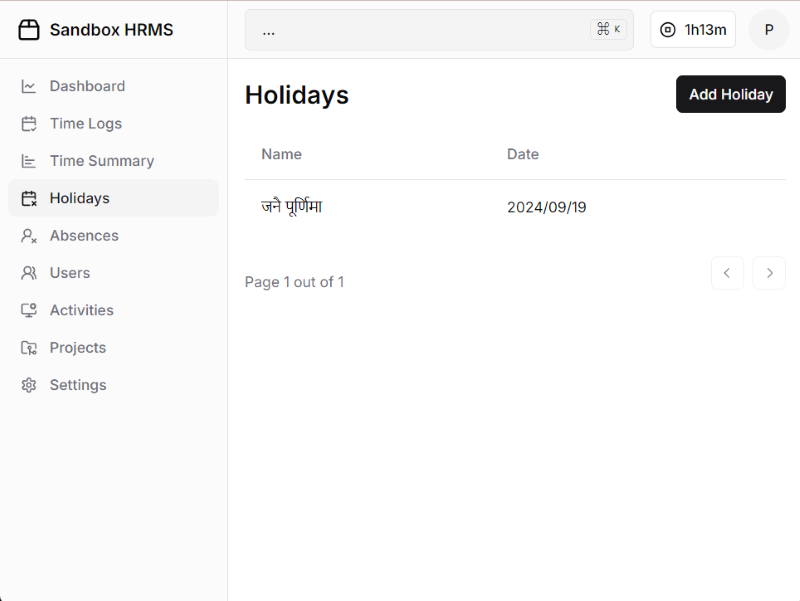 Sandbox HRMS
... ⌘ K
1h13m
P
Dashboard
Time Logs
Time Summary
Holidays
Absences
Users
Activities
Projects
Settings
Holidays
Add Holiday
Name Date
जनै पूर्णिमा 2024/09/19
Page 1 out of 1